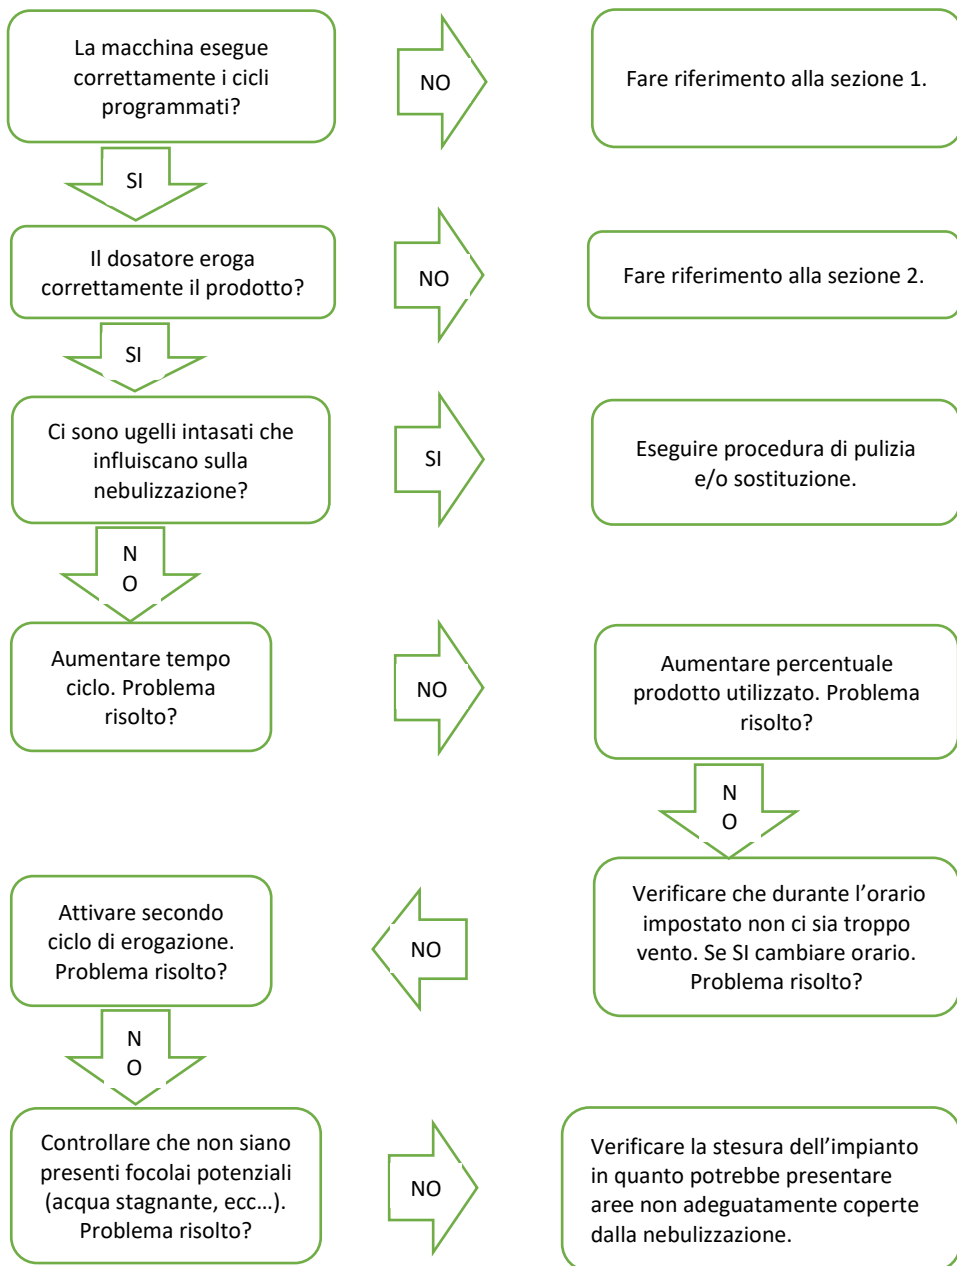 La macchina esegue
correttamente i cicli
programmati?
NO
Fare riferimento alla sezione 1.
SI
Il dosatore eroga
correttamente il prodotto?
NO
Fare riferimento alla sezione 2.
SI
Ci sono ugelli intasati che
influiscano sulla
nebulizzazione?
SI
Eseguire procedura di pulizia
e/o sostituzione.
N
O
Aumentare tempo
ciclo. Problema
risolto?
NO
Aumentare percentuale
prodotto utilizzato. Problema
risolto?
N
O
Verificare che durante l’orario
impostato non ci sia troppo
vento. Se SI cambiare orario.
Problema risolto?
NO
Attivare secondo
ciclo di erogazione.
Problema risolto?
N
O
Controllare che non siano
presenti focolai potenziali
(acqua stagnante, ecc…).
Problema risolto?
NO
Verificare la stesura dell’impianto
in quanto potrebbe presentare
aree non adeguatamente coperte
dalla nebulizzazione.